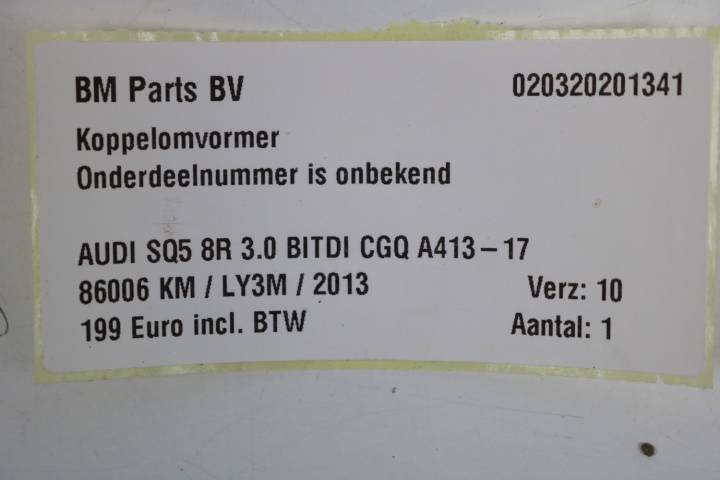 BM Parts BV 020320201341
Koppelomvormer
Onderdeelnummer is onbekend
AUDI SQ5 8R 3.0 BITDI CGQ A413-17
86006 KM / LY3M / 2013 Verz: 10
199 Euro incl. BTW Aantal: 1